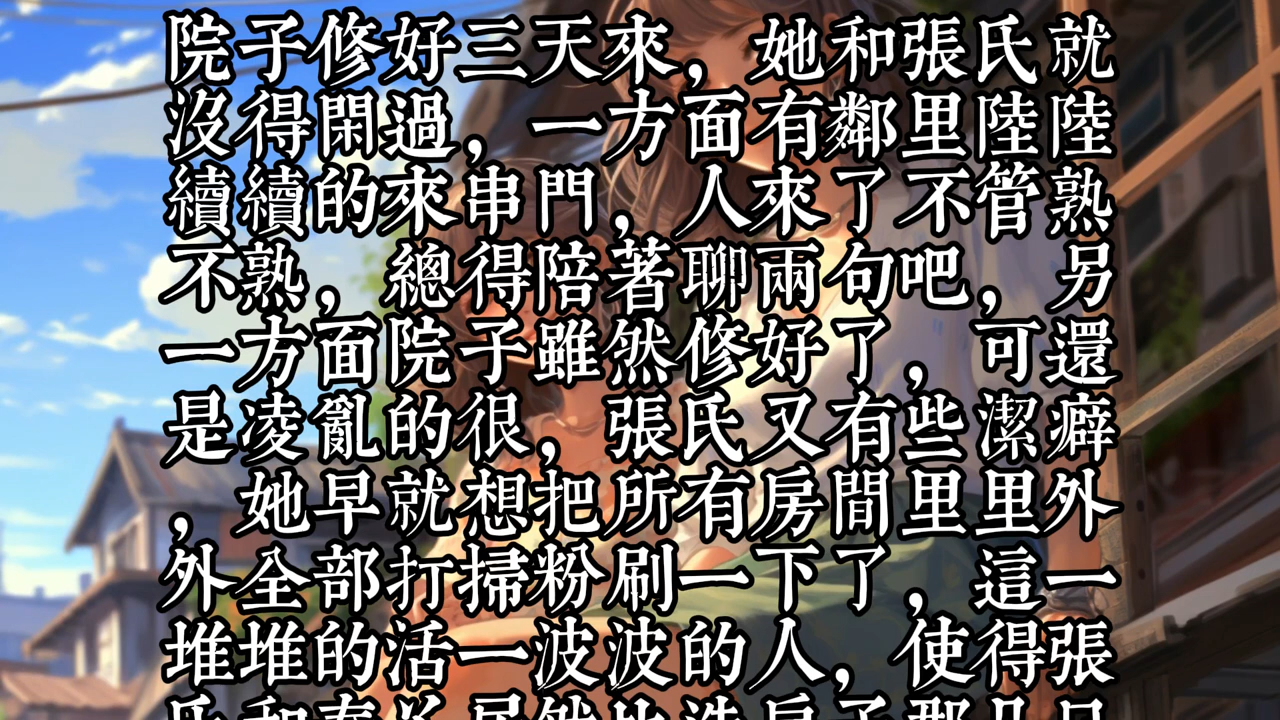 院子修好三天來，她和張氏就
沒得閑過，一方面有鄰里陸陸
續續的來串門，人來了不管熟
不熟，總得陪著聊兩句吧，另
一方面院子雖然修好了，可還
是凌亂的很，張氏又有些潔癖
，她早就想把所有房間里里外
外全部打掃粉刷一下了，這一
堆堆的活一波波的人，使得張